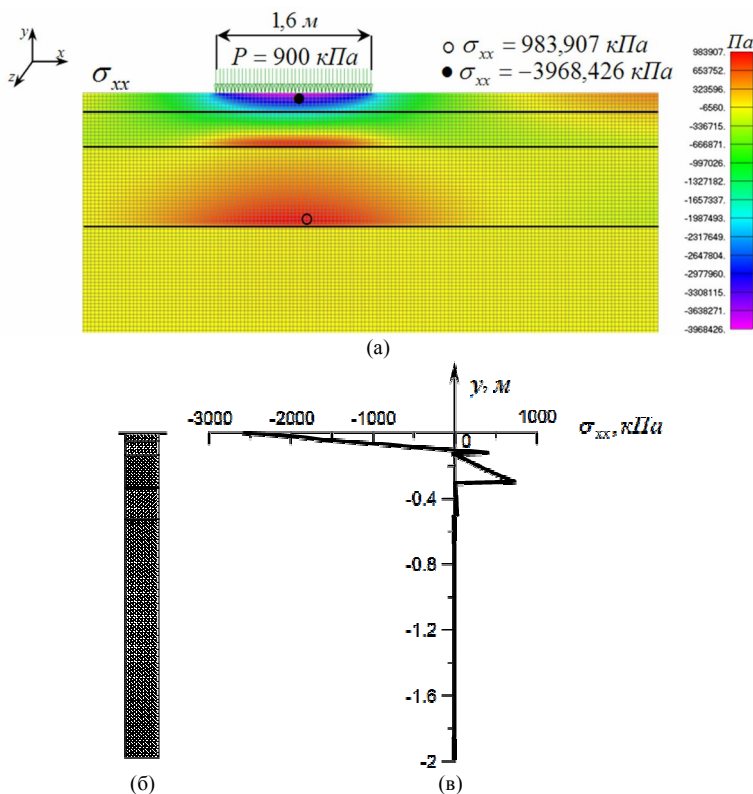 1,6 м
y
x
z
P = 900 кПа
σxx
○ σxx = 983,907 кПа
● σxx = −3968,426 кПа
Па
983907.
653752.
323596.
-6560.
-336715.
-666871.
-997026.
-1327182.
-1657337.
-1987493.
-2317649.
-2647804.
-2977960.
-3308115.
-3638271.
-3968426.
(а)
y, м
-3000 -2000 -1000 0 1000
σxx, кПа
-0.4
-0.8
-1.2
-1.6
-2
(б) (в)